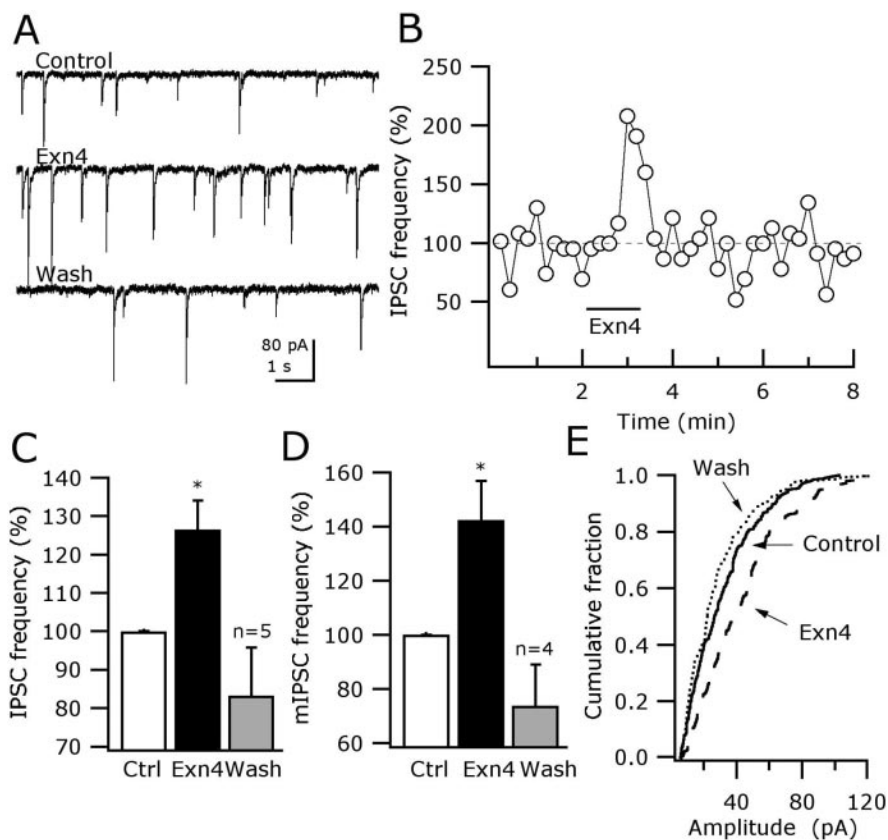 A
Control
Exn4
Wash
80 pA
1 s
B
IPSC frequency (%)
250
200
150
100
50
Exn4
2 4 6 8
Time (min)
C
IPSC frequency (%)
140
130
120
110
100
90
80
70
*
n=5
Ctrl Exn4 Wash
D
mIPSC frequency (%)
160
140
120
100
80
60
*
n=4
Ctrl Exn4 Wash
E
Cumulative fraction
1.0
0.8
0.6
0.4
0.2
0.0
Wash
Control
Exn4
40 80 120
Amplitude (pA)